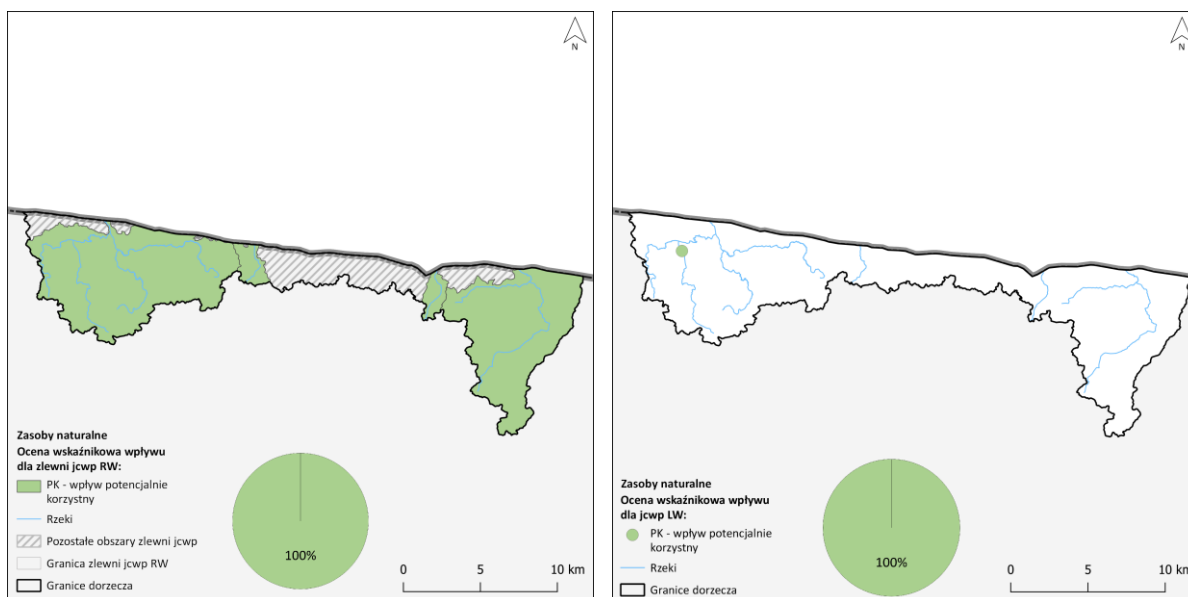 N
Zasoby naturalne
Ocena wskaźnikowa wpływu
dla zlewni jcwp RW:
PK - wpływ potencjalnie
korzystny
Rzeki
Pozostałe obszary zlewni jcwp
Granica zlewni jcwp RW
Granice dorzecza
100%
0 5 10 km
N
Zasoby naturalne
Ocena wskaźnikowa wpływu
dla jcwp LW:
PK - wpływ potencjalnie
korzystny
Rzeki
Granice dorzecza
100%
0 5 10 km